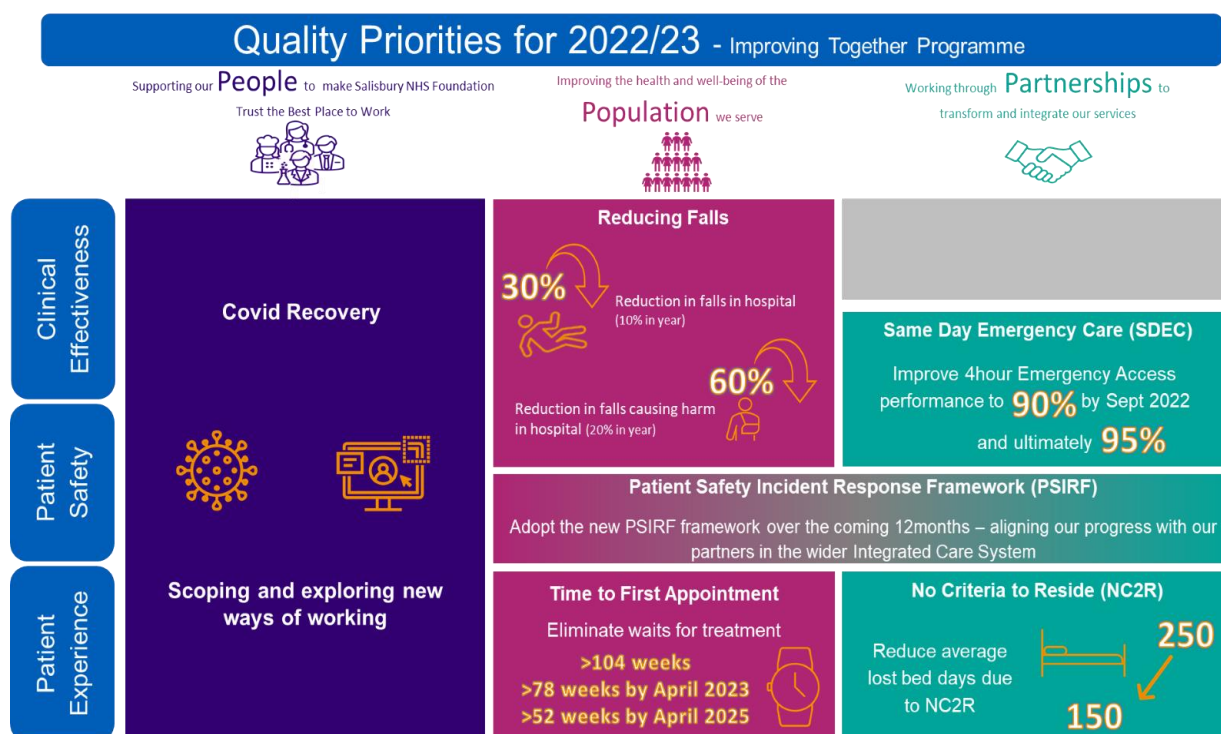 Quality Priorities for 2022/23 - Improving Together Programme
Supporting our People to make Salisbury NHS Foundation
Trust the Best Place to Work
Improving the health and well-being of the
Population we serve
Working through Partnerships to
transform and integrate our services
Clinical
Effectiveness
Patient
Safety
Patient
Experience
Covid Recovery
Scoping and exploring new
ways of working
Reducing Falls
30%
Reduction in falls in hospital
(10% in year)
60%
Reduction in falls causing harm
in hospital (20% in year)
Same Day Emergency Care (SDEC)
Improve 4hour Emergency Access
performance to 90% by Sept 2022
and ultimately 95%
Patient Safety Incident Response Framework (PSIRF)
Adopt the new PSIRF framework over the coming 12months – aligning our progress with our
partners in the wider Integrated Care System
Time to First Appointment
Eliminate waits for treatment
>104 weeks
>78 weeks by April 2023
>52 weeks by April 2025
No Criteria to Reside (NC2R)
Reduce average
lost bed days due
to NC2R
250
150